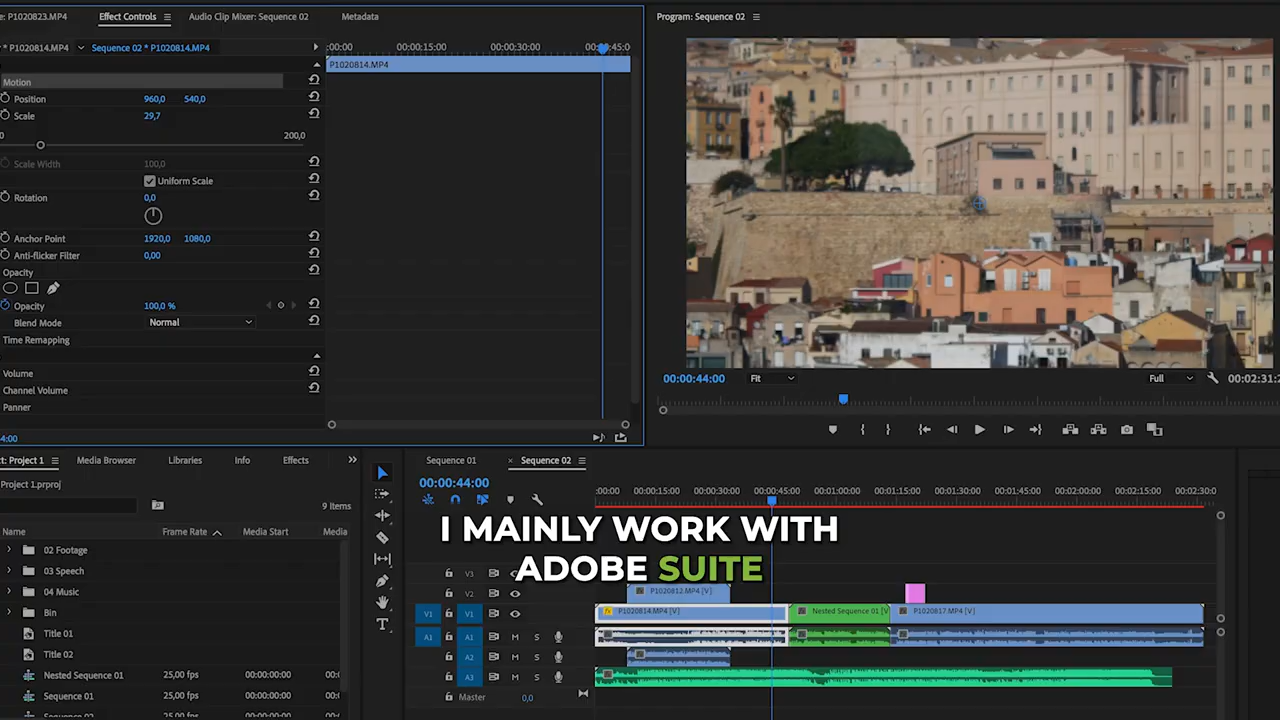 e: P1020823.MP4 Effect Controls Audio Clip Mixer: Sequence 02 Metadata
* P1020814.MP4 Sequence 02 * P1020814.MP4
:00:00 00:00:15:00 00:00:30:00 00:00:45:0
P1020814.MP4
Motion
Position 960,0 540,0
Scale 29,7
0 200,0
Scale Width 100,0
Uniform Scale
Rotation 0,0
Anchor Point 1920,0 1080,0
Anti-flicker Filter 0,00
Opacity
Opacity 100,0 %
Blend Mode Normal
Time Remapping
Volume
Channel Volume
Panner
4:00
Program: Sequence 02
00:00:44:00 Fit Full 00:02:31:2
: Project 1 Media Browser Libraries Info Effects
Project 1.prproj
9 Items
Name Frame Rate Media Start Media
02 Footage
03 Speech
04 Music
Bin
Title 01
Title 02
Nested Sequence 01 25,00 fps 00:00:00:00 00:0
Sequence 01 25,00 fps 00:00:00:00 00:0
Sequence 02 25,00 fps 00:00:00:00
Sequence 01 × Sequence 02
00:00:44:00
:00:00 00:00:15:00 00:00:30:00 00:00:45:00 00:01:00:00 00:01:15:00 00:01:30:00 00:01:45:00 00:02:00:00 00:02:15:00 00:02:30:0
I MAINLY WORK WITH
ADOBE SUITE
V3
V2 P1020812.MP4 [V]
V1 V1 P1020814.MP4 [V] Nested Sequence 01 [V P1020817.MP4 [V]
A1 A1 M S
A2 M S
A3 M S
Master 0,0